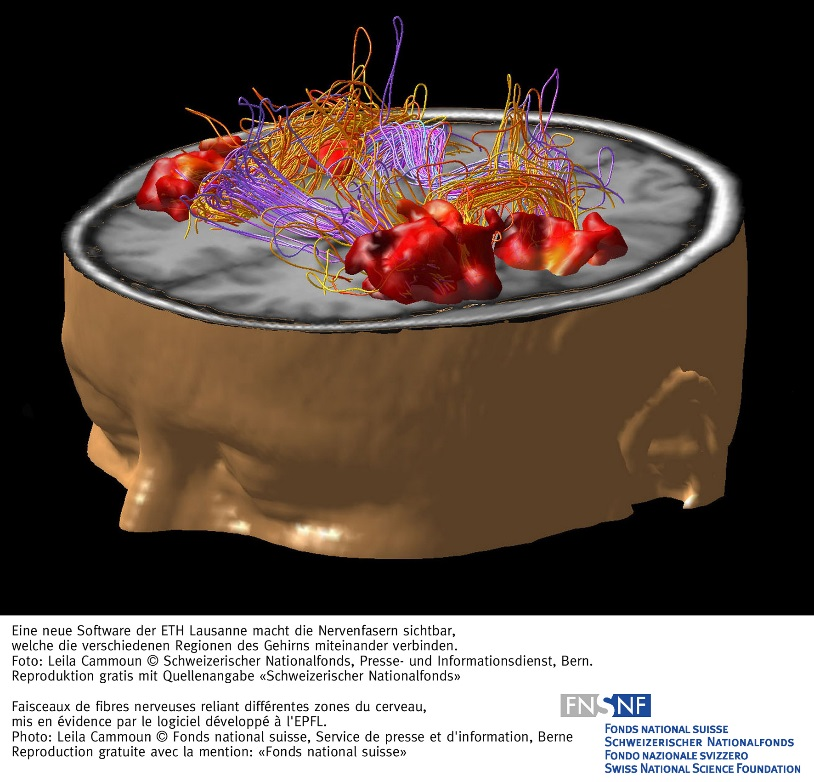 Eine neue Software der ETH Lausanne macht die Nervenfasern sichtbar,
welche die verschiedenen Regionen des Gehirns miteinander verbinden.
Foto: Leila Cammoun © Schweizerischer Nationalfonds, Presse- und Informationsdienst, Bern.
Reproduktion gratis mit Quellenangabe «Schweizerischer Nationalfonds»
Faisceaux de fibres nerveuses reliant différentes zones du cerveau,
mis en évidence par le logiciel développé à l'EPFL.
Photo: Leila Cammoun © Fonds national suisse, Service de presse et d'information, Berne
Reproduction gratuite avec la mention: «Fonds national suisse»
FNSNF
FONDS NATIONAL SUISSE
SCHWEIZERISCHER NATIONALFONDS
FONDO NAZIONALE SVIZZERO
SWISS NATIONAL SCIENCE FOUNDATION